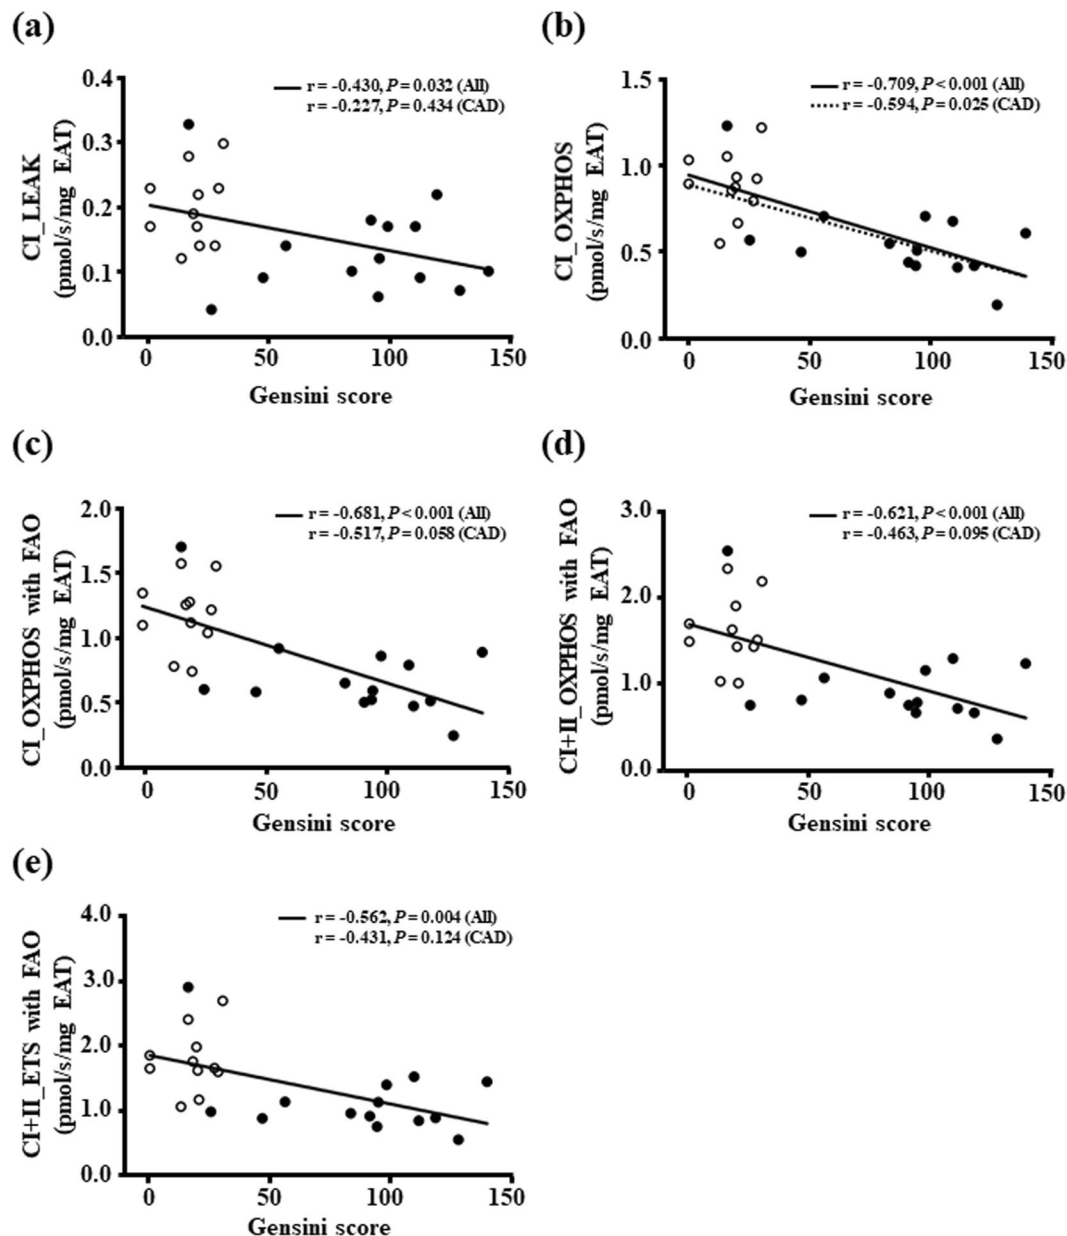 (a)
r = -0.430, P = 0.032 (All)
r = -0.227, P = 0.434 (CAD)
CI_LEAK
(pmol/s/mg EAT)
0.4
0.3
0.2
0.1
0.0
0
50
100
150
Gensini score
(b)
r = -0.709, P < 0.001 (All)
r = -0.594, P = 0.025 (CAD)
CI_OXPHOS
(pmol/s/mg EAT)
1.5
1.0
0.5
0.0
0
50
100
150
Gensini score
(c)
r = -0.681, P < 0.001 (All)
r = -0.517, P = 0.058 (CAD)
CI_OXPHOS with FAO
(pmol/s/mg EAT)
2.0
1.5
1.0
0.5
0.0
0
50
100
150
Gensini score
(d)
r = -0.621, P < 0.001 (All)
r = -0.463, P = 0.095 (CAD)
CI+II_OXPHOS with FAO
(pmol/s/mg EAT)
3.0
2.0
1.0
0.0
0
50
100
150
Gensini score
(e)
r = -0.562, P = 0.004 (All)
r = -0.431, P = 0.124 (CAD)
CI+II_ETS with FAO
(pmol/s/mg EAT)
4.0
3.0
2.0
1.0
0.0
0
50
100
150
Gensini score